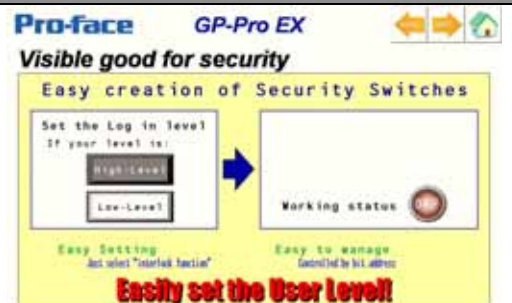 Pro-face GP-Pro EX
Visible good for security
Easy creation of Security Switches
Set the Log in level
If your level is:
High-Level
Low-Level
Working status
Easy Setting
Just select "interlock function"
Easy to manage
Controlled by bit address
Easily set the User Level!